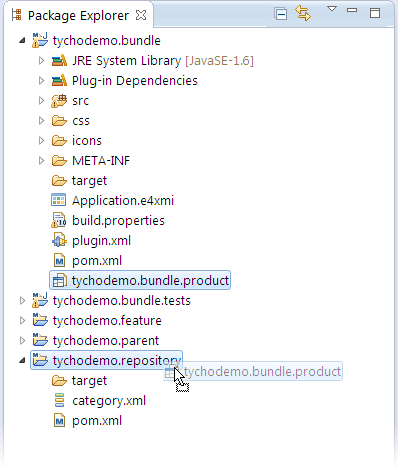 Package Explorer
tychodemo.bundle
JRE System Library [JavaSE-1.6]
Plug-in Dependencies
src
css
icons
META-INF
target
Application.e4xmi
build.properties
plugin.xml
pom.xml
tychodemo.bundle.product
tychodemo.bundle.tests
tychodemo.feature
tychodemo.parent
tychodemo.repository
tychodemo.bundle.product
target
category.xml
pom.xml